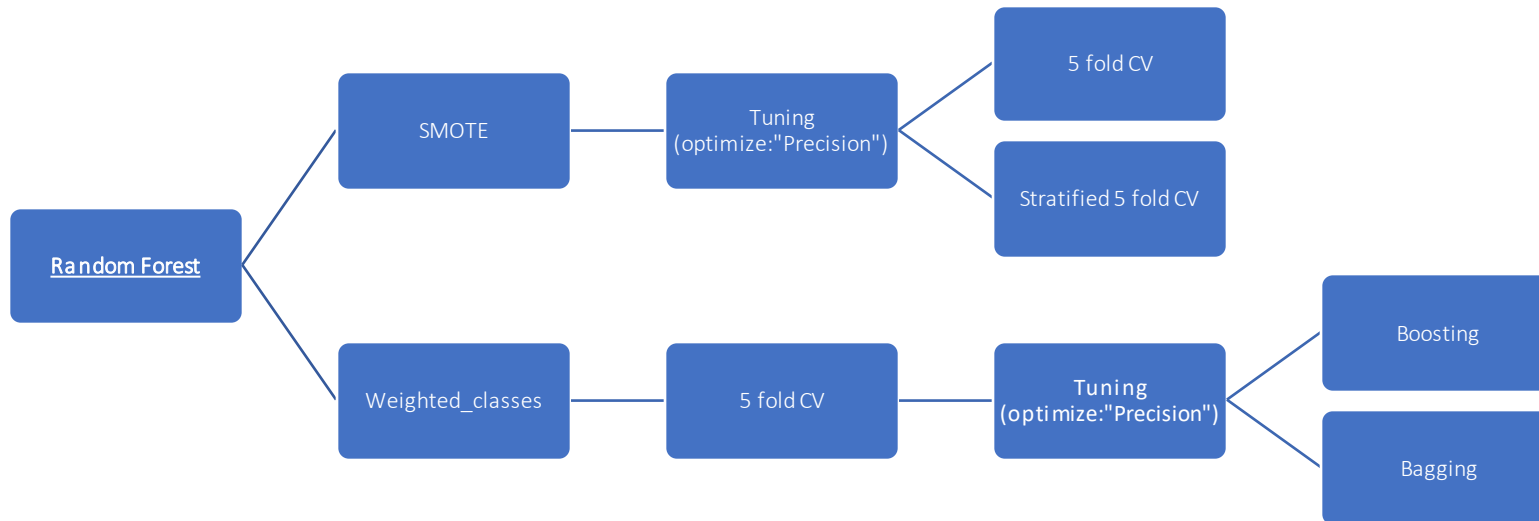 Random Forest
SMOTE
Tuning
(optimize:"Precision")
5 fold CV
Stratified 5 fold CV
Weighted_classes
5 fold CV
Tuning
(optimize:"Precision")
Boosting
Bagging